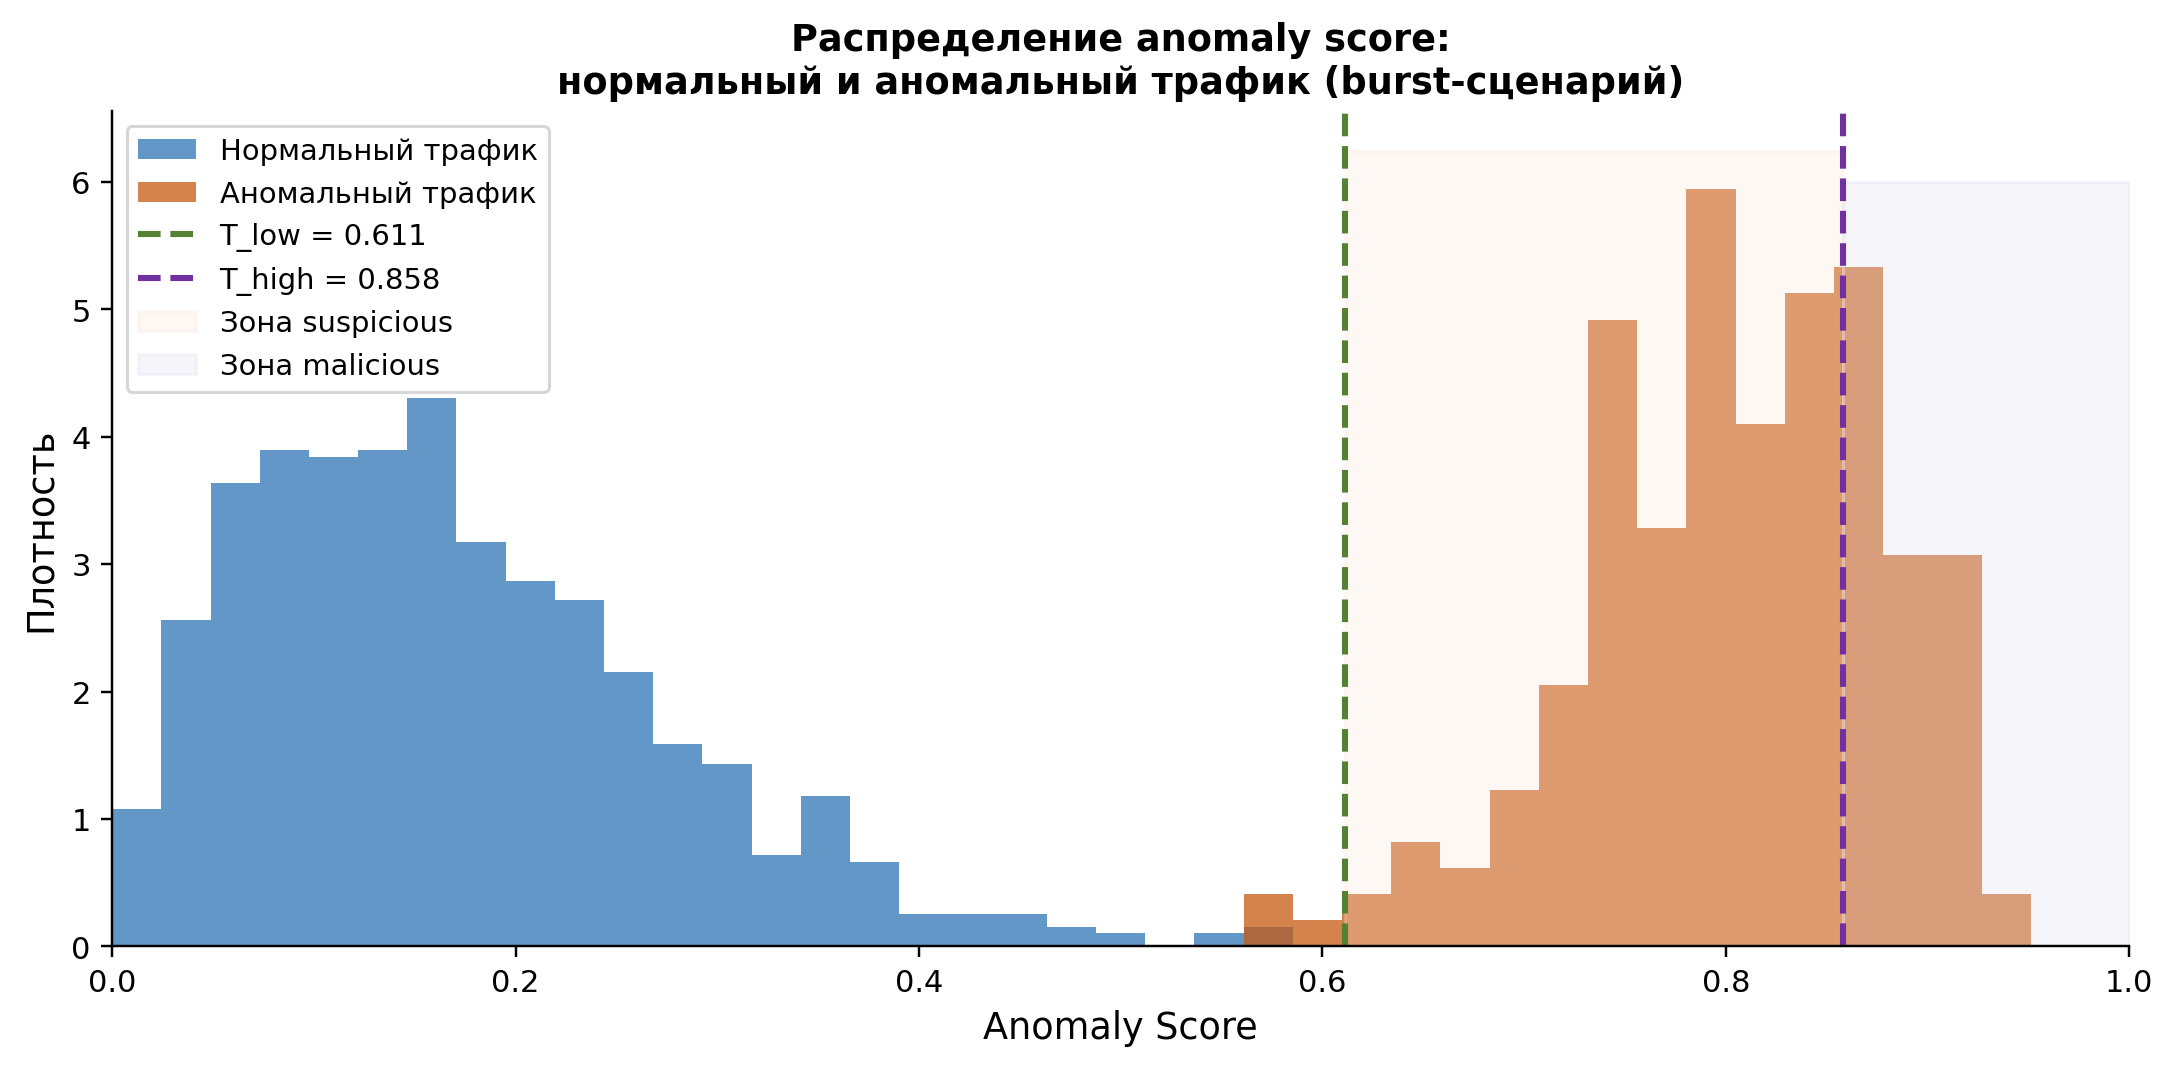 Распределение anomaly score:
нормальный и аномальный трафик (burst-сценарий)
Нормальный трафик
Аномальный трафик
T_low = 0.611
T_high = 0.858
Зона suspicious
Зона malicious
Плотность
6
5
4
3
2
1
0
0.0 0.2 0.4 0.6 0.8 1.0
Anomaly Score